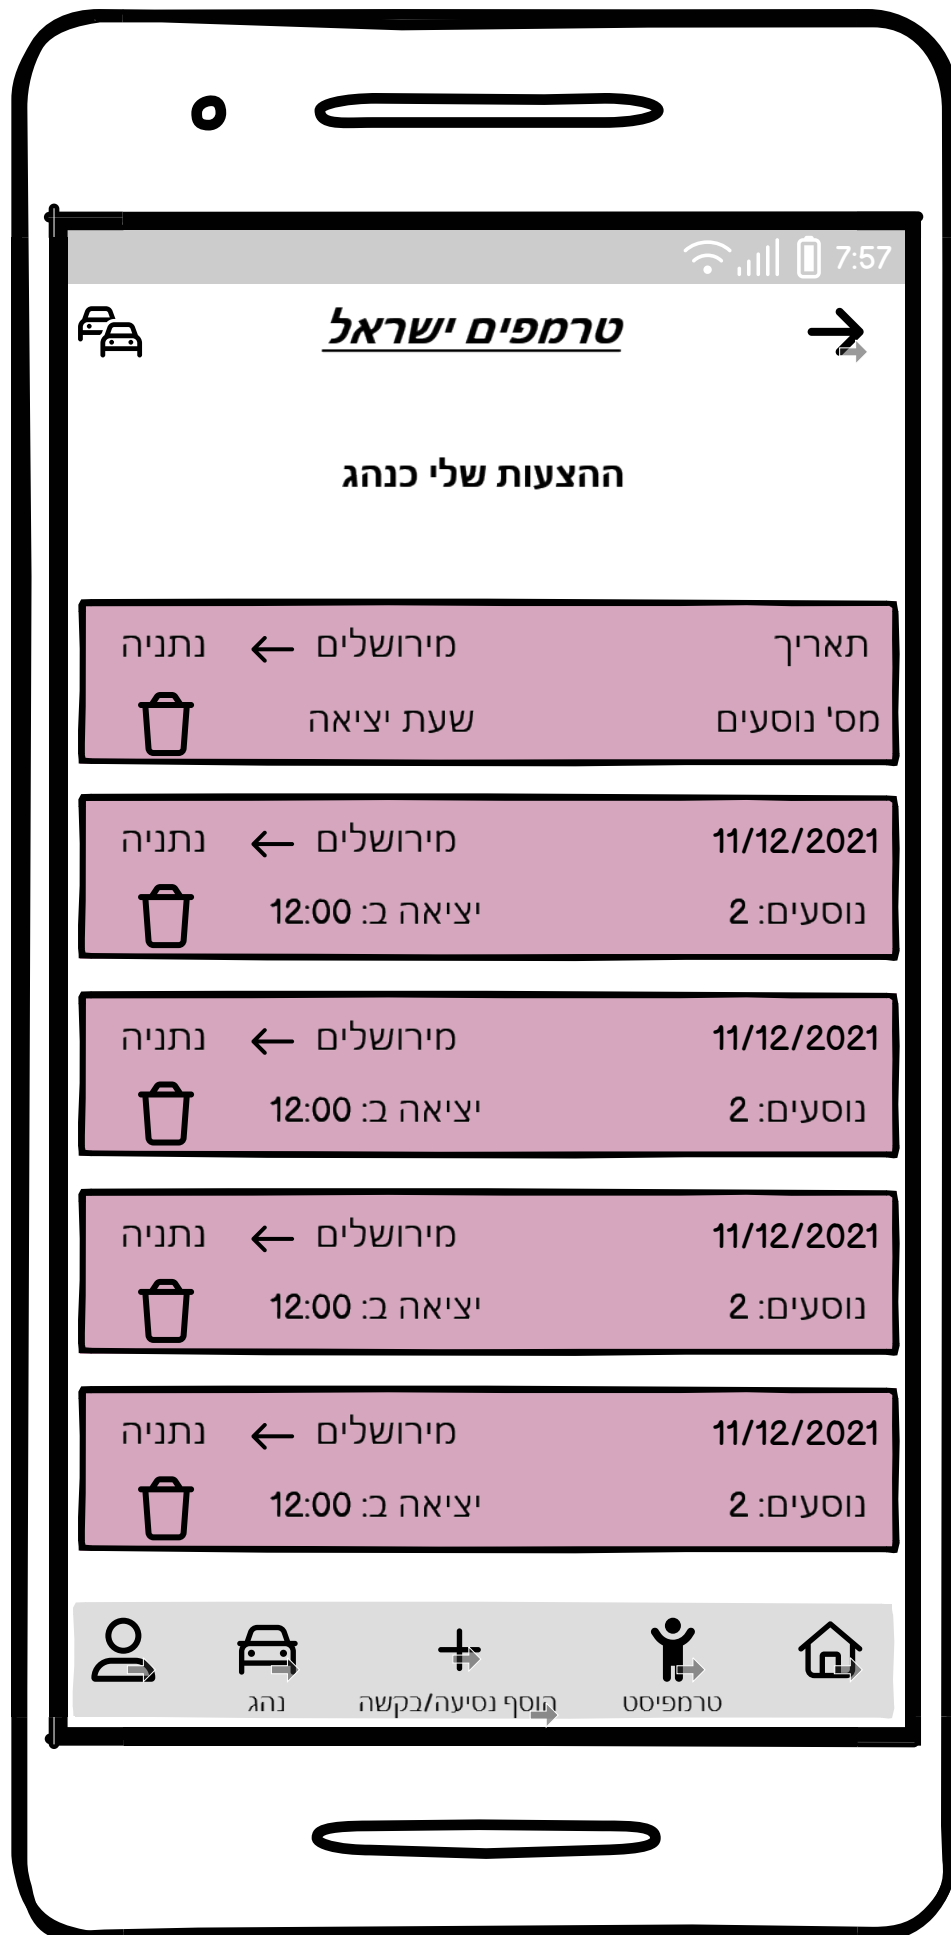 7:57
טרמפים ישראל
ההצעות שלי כנהג
תאריך מירושלים ← נתניה
מס' נוסעים שעת יציאה
11/12/2021 מירושלים ← נתניה
נוסעים: 2 יציאה ב: 12:00
11/12/2021 מירושלים ← נתניה
נוסעים: 2 יציאה ב: 12:00
11/12/2021 מירושלים ← נתניה
נוסעים: 2 יציאה ב: 12:00
11/12/2021 מירושלים ← נתניה
נוסעים: 2 יציאה ב: 12:00
טרמפיסט הוסף נסיעה/בקשה נהג